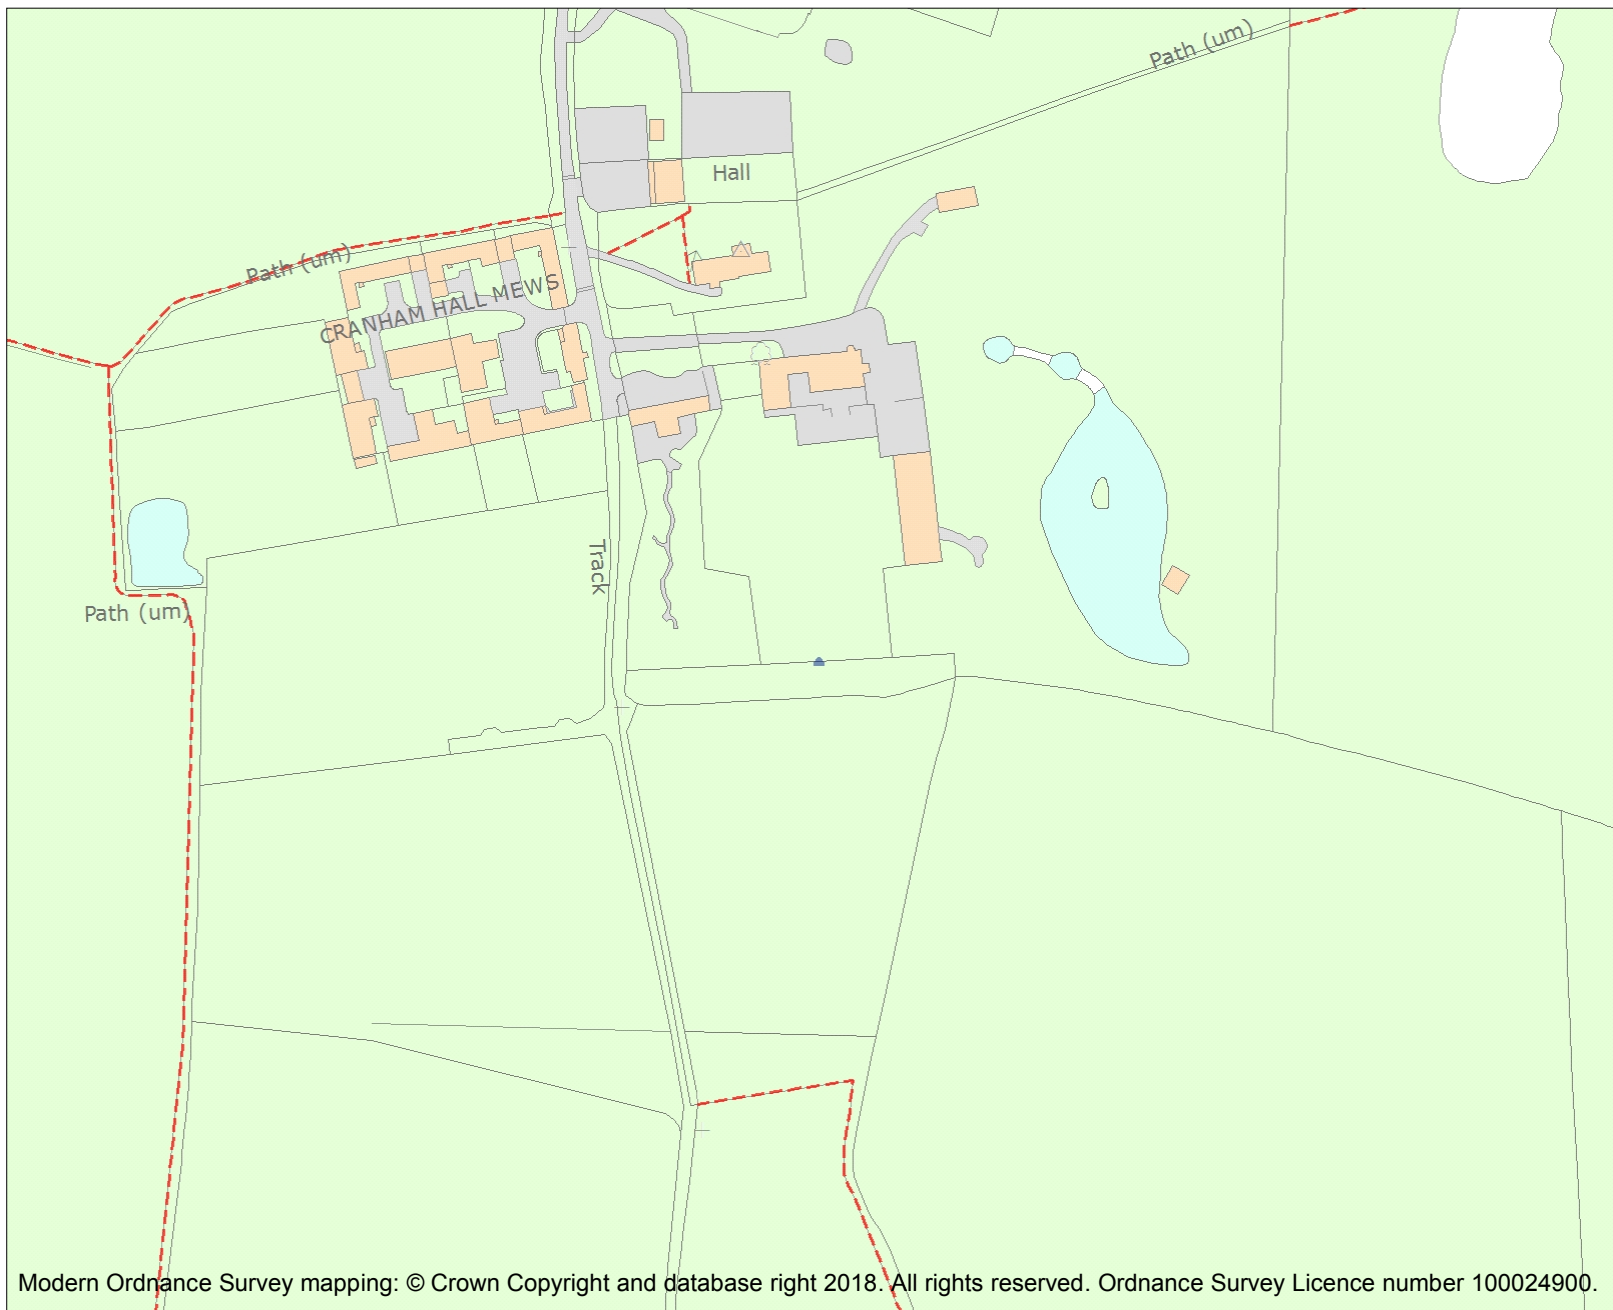 Path (um)
Hall
Path (um)
CRANHAM HALL MEWS
Track
Path (um)
Modern Ordnance Survey mapping: © Crown Copyright and database right 2018. All rights reserved. Ordnance Survey Licence number 100024900.